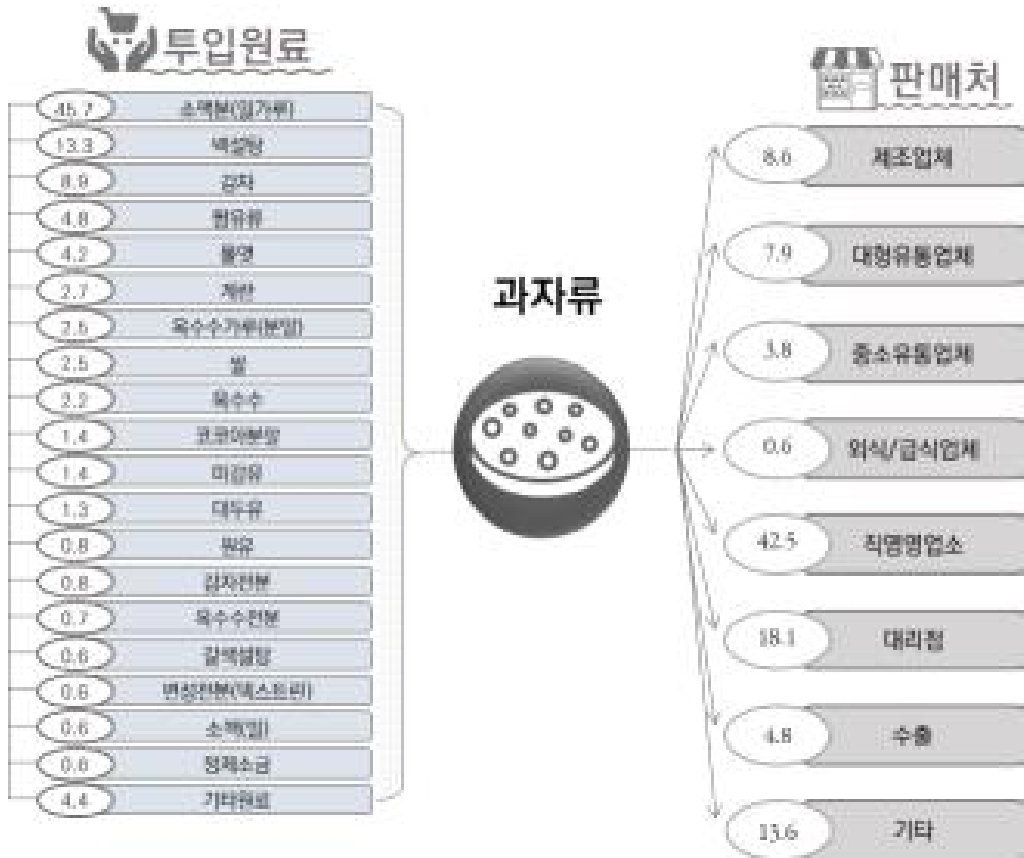 투입원료
45.7 소맥분(밀가루)
13.3 백설탕
8.9 감자
4.8 팜유류
4.2 물엿
2.7 계란
2.5 옥수수가루(분말)
2.5 쌀
2.2 옥수수
1.4 코코아분말
1.4 미강유
1.3 대두유
0.8 원유
0.8 감자전분
0.7 옥수수전분
0.6 갈색설탕
0.6 변성전분(덱스트린)
0.6 소맥(밀)
0.6 정제소금
4.4 기타원료
과자류
판매처
8.6 제조업체
7.9 대형유통업체
3.8 중소유통업체
0.6 외식/급식업체
42.5 직영영업소
18.1 대리점
4.8 수출
13.6 기타